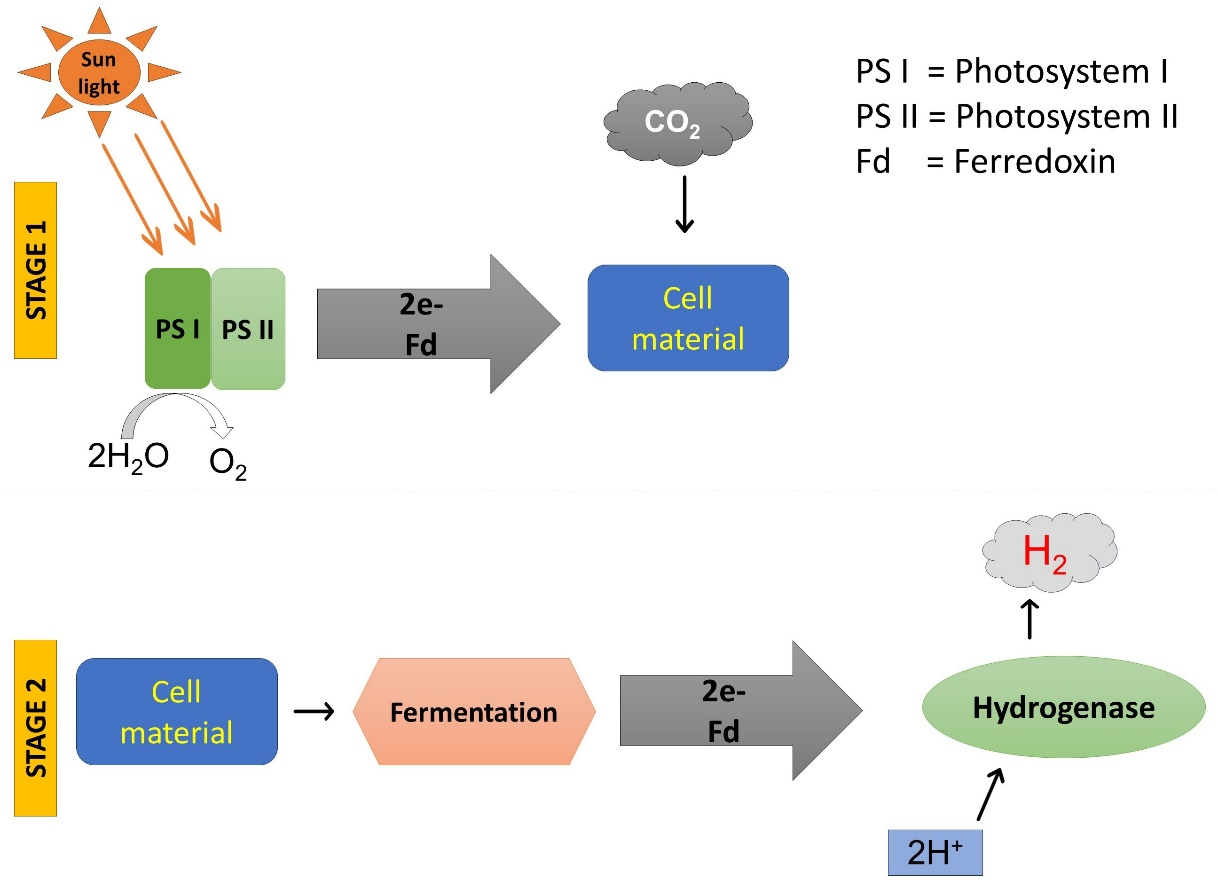 Sun
light
CO₂
PS I = Photosystem I
PS II = Photosystem II
Fd = Ferredoxin
STAGE 1
PS I
PS II
2e-
Fd
Cell
material
2H₂O
O₂
H₂
STAGE 2
Cell
material
Fermentation
2e-
Fd
Hydrogenase
2H⁺